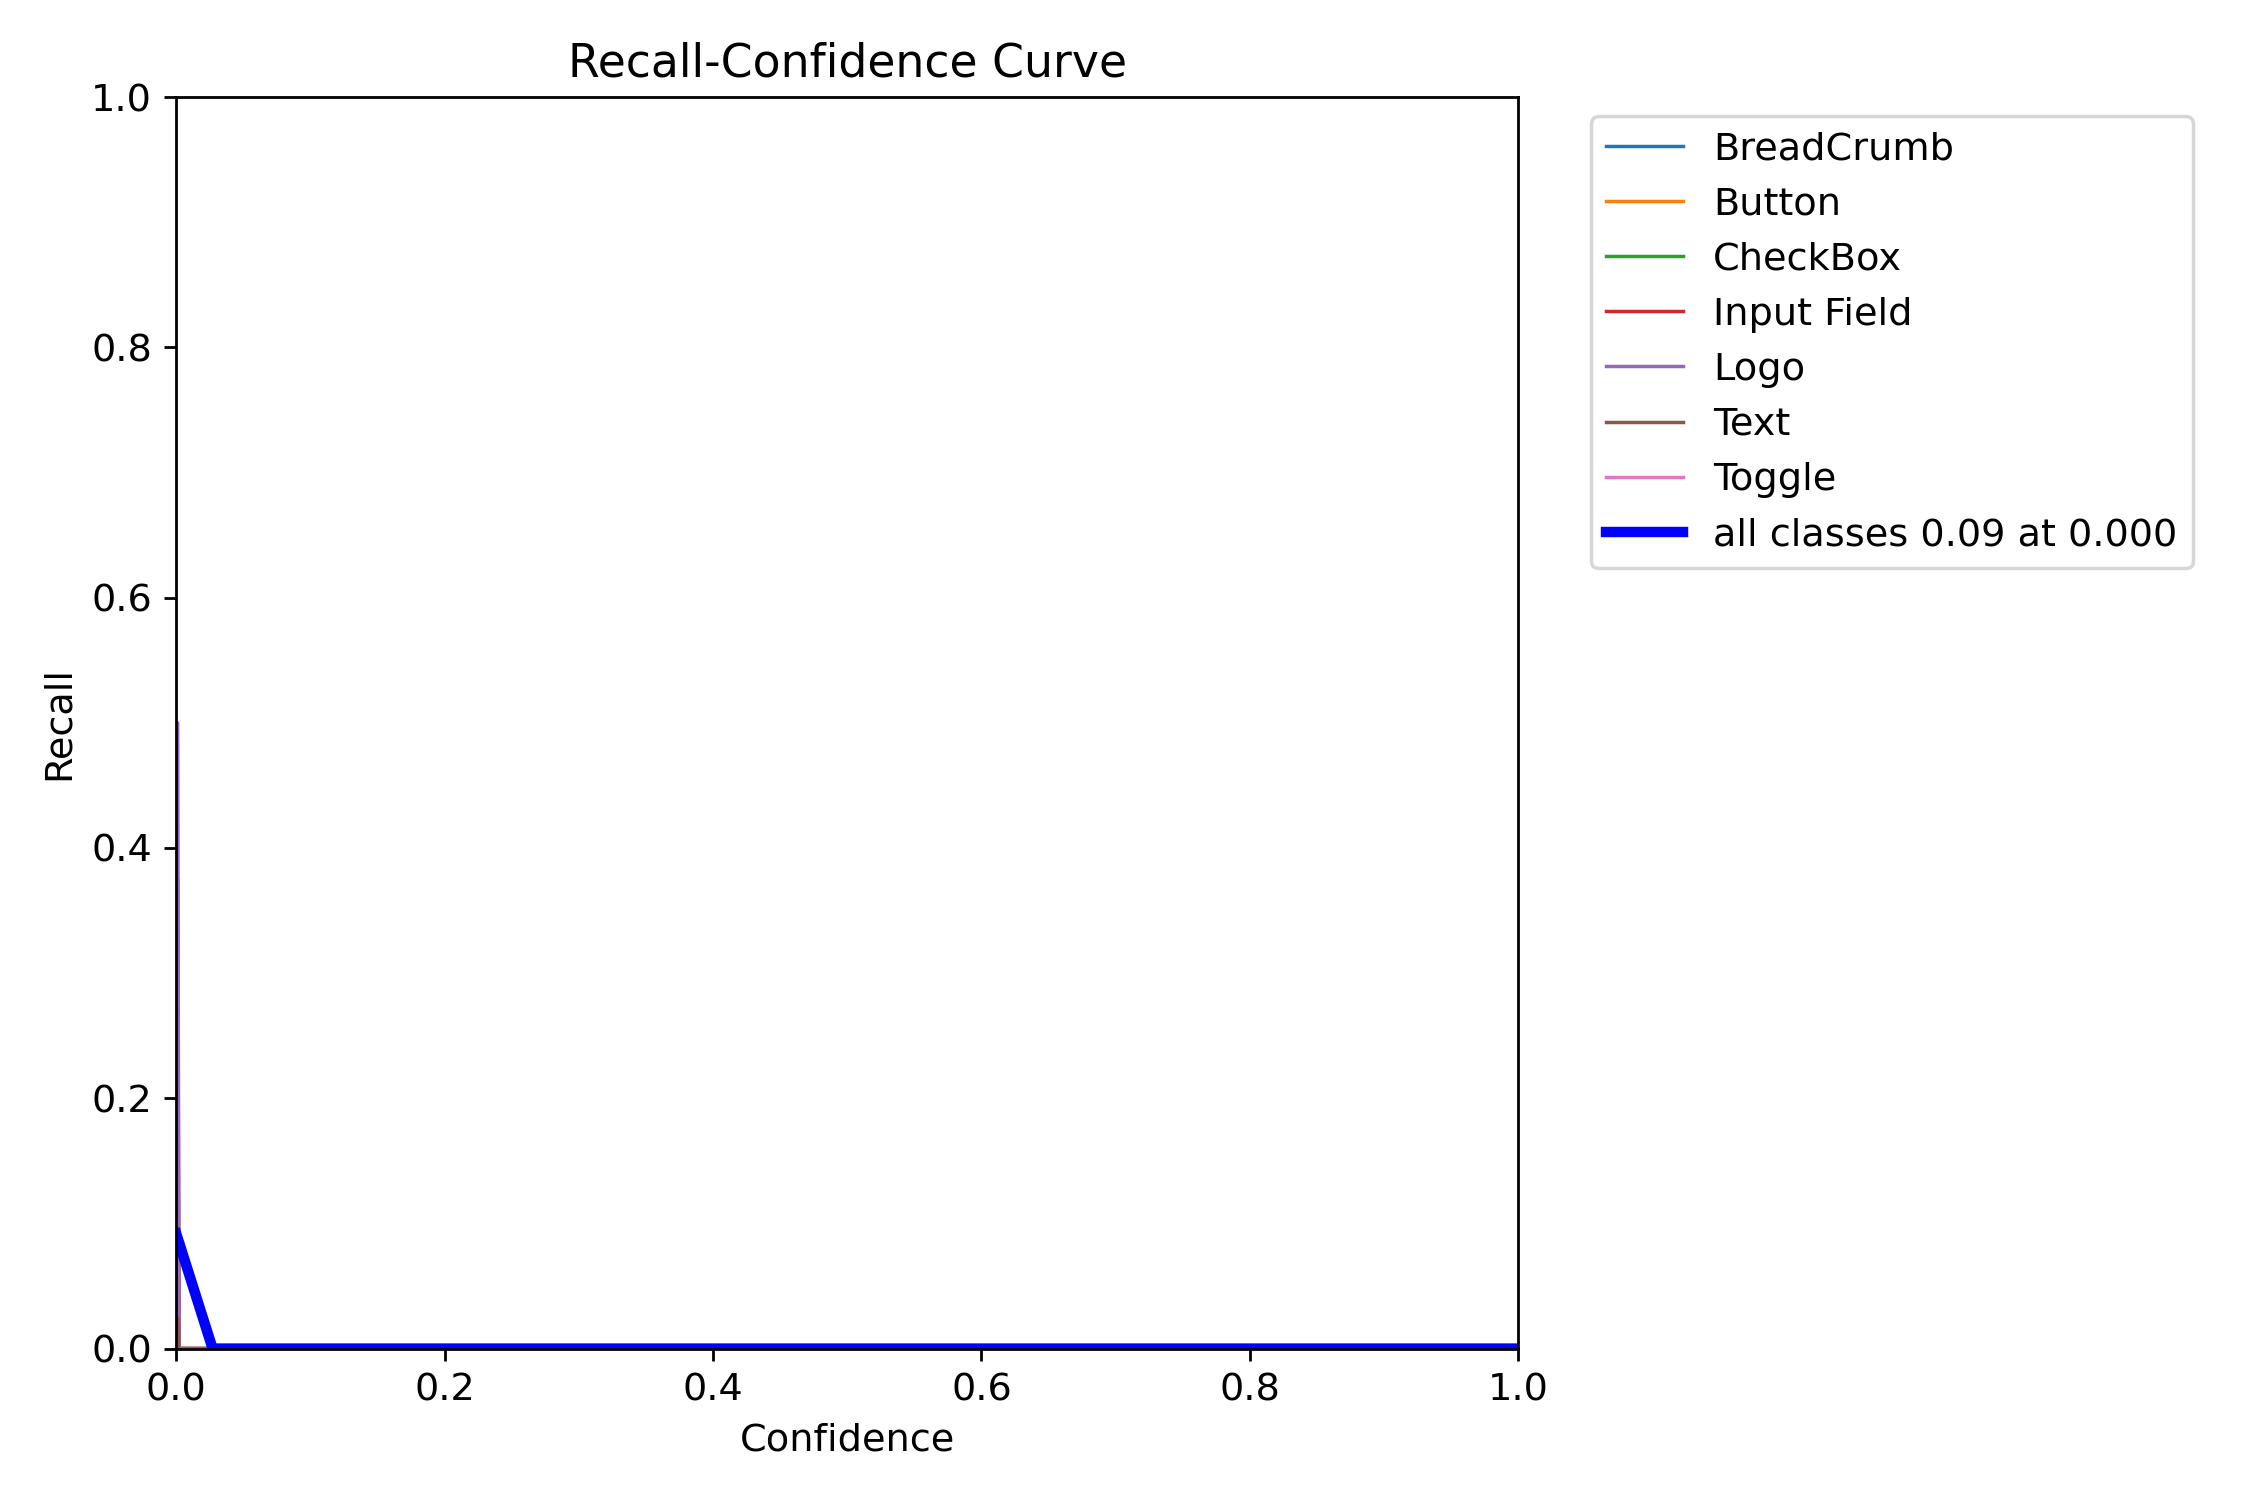 Recall-Confidence Curve
1.0
0.8
0.6
0.4
0.2
0.0
Recall
0.0 0.2 0.4 0.6 0.8 1.0
Confidence
BreadCrumb
Button
CheckBox
Input Field
Logo
Text
Toggle
all classes 0.09 at 0.000